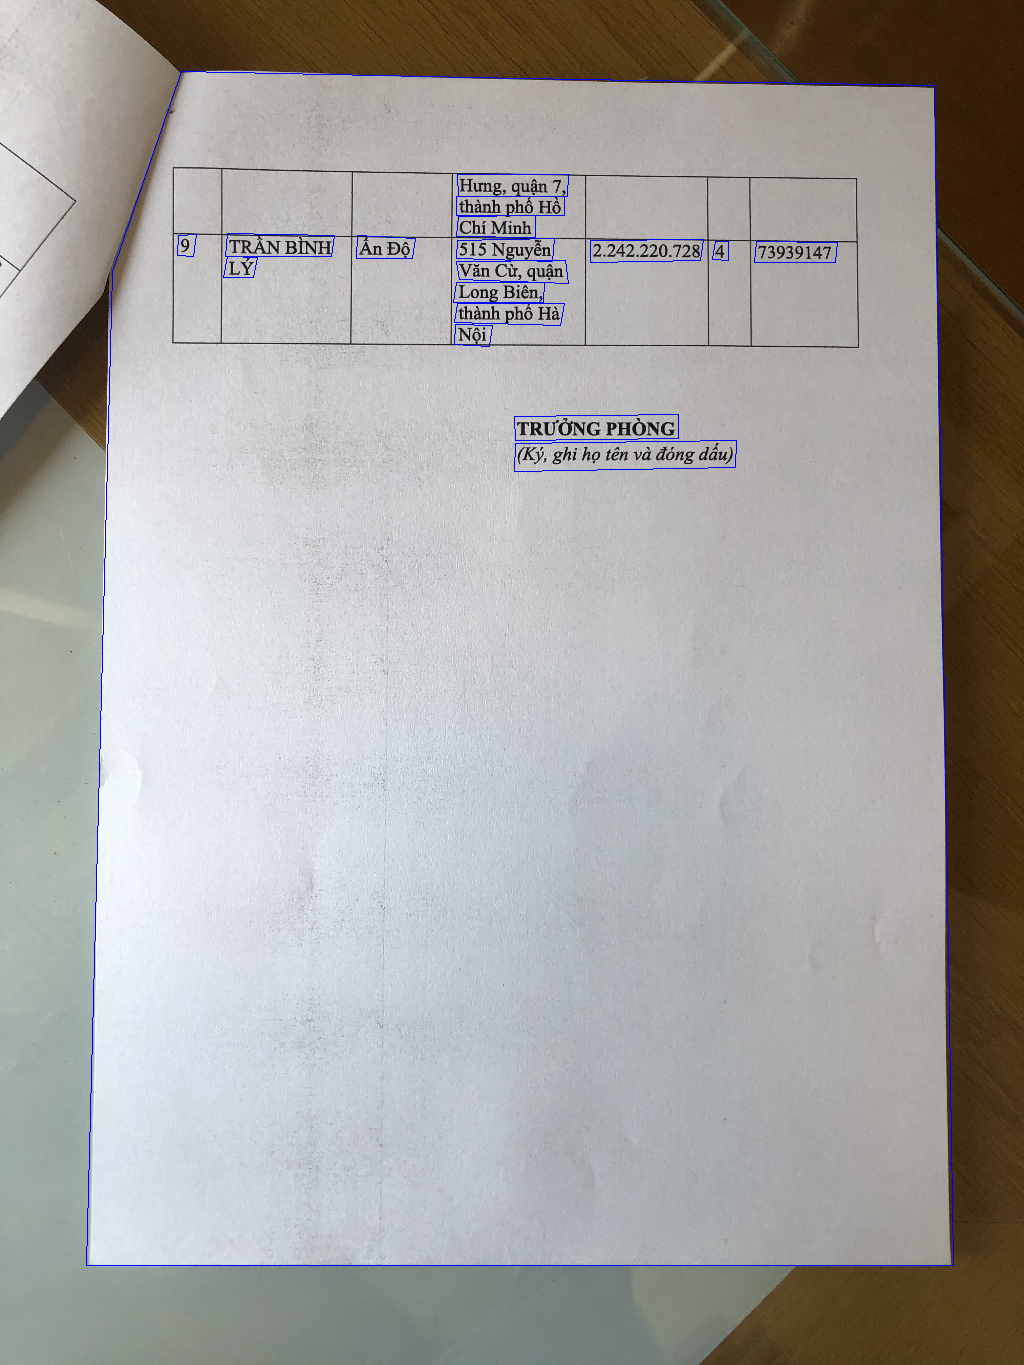 Hưng, quận 7,
thành phố Hồ
Chí Minh
9 TRẦN BÌNH LÝ Ấn Độ 515 Nguyễn 2.242.220.728 4 73939147
Văn Cừ, quận
Long Biên,
thành phố Hà
Nội
TRƯỞNG PHÒNG
(Ký, ghi họ tên và đóng dấu)